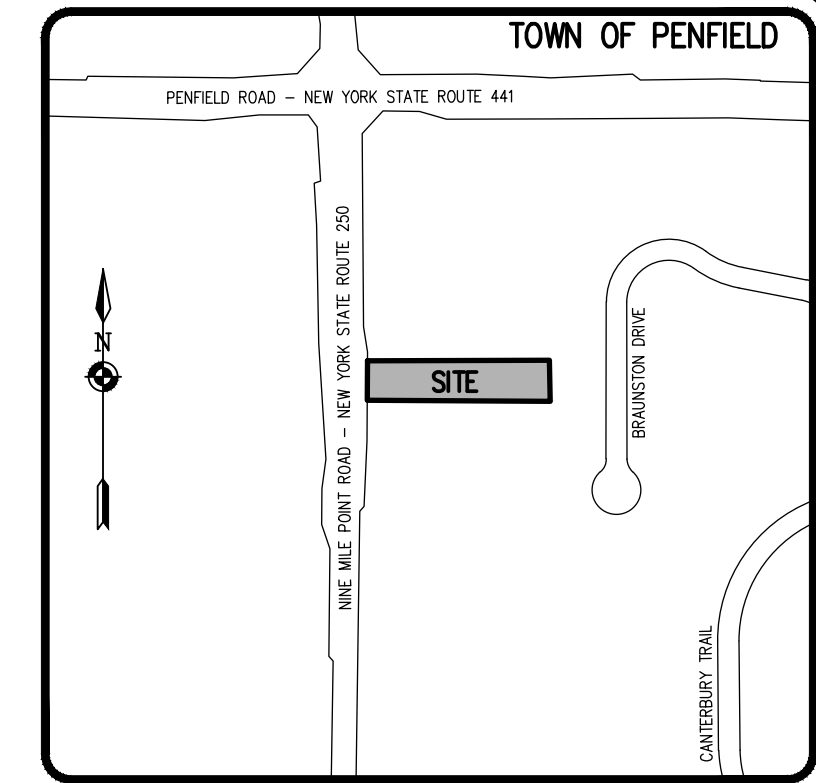 TOWN OF PENFIELD
PENFIELD ROAD – NEW YORK STATE ROUTE 441
NINE MILE POINT ROAD – NEW YORK STATE ROUTE 250
N
SITE
BRAUNSTON DRIVE
CANTERBURY TRAIL